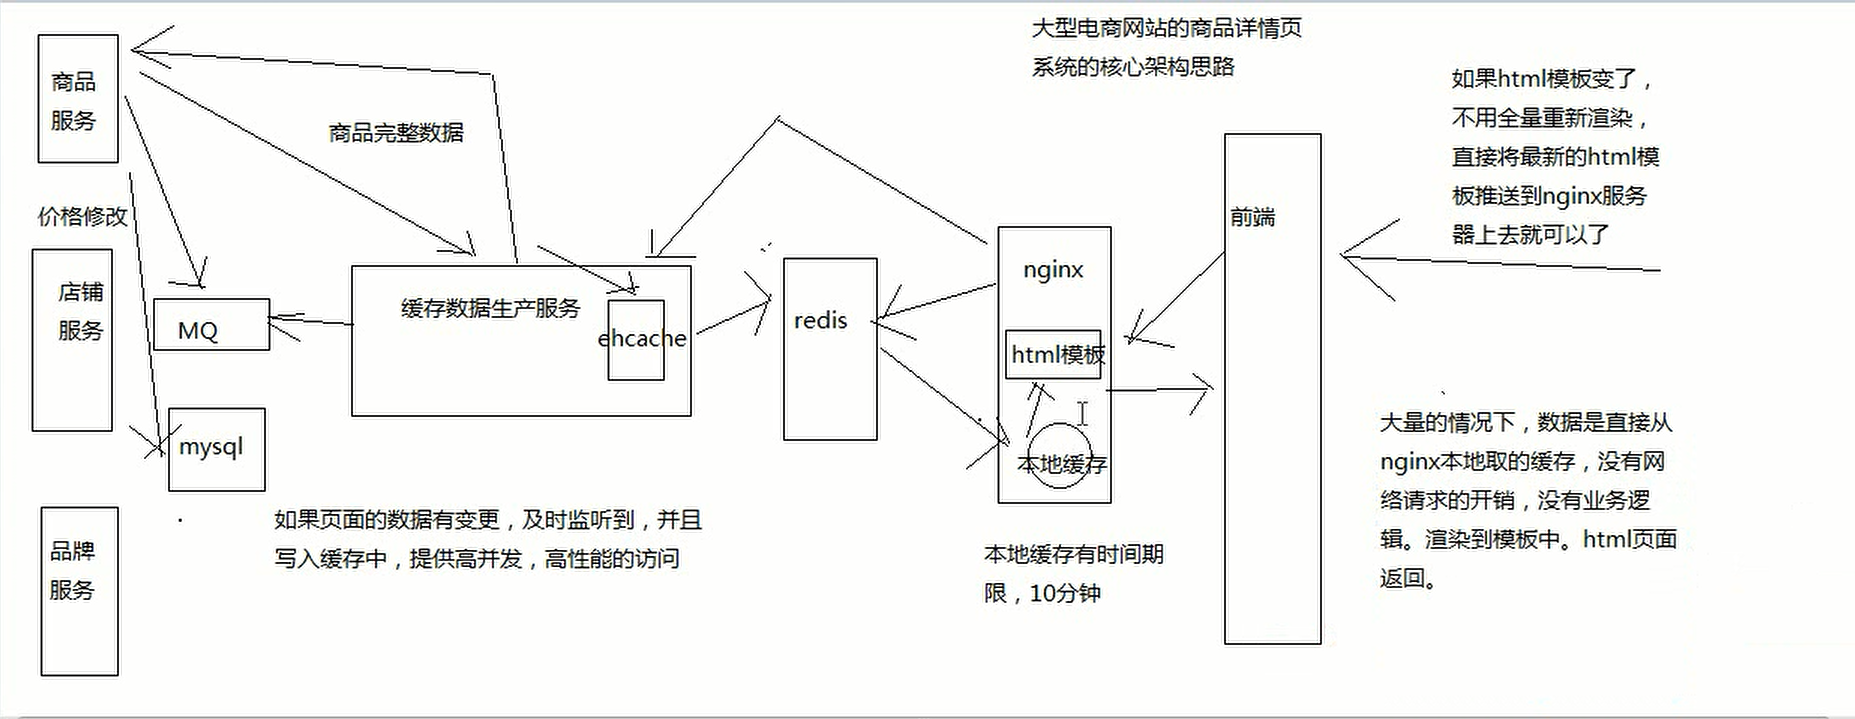 大型电商网站的商品详情页
系统的核心架构思路
如果html模板变了，
不用全量重新渲染，
直接将最新的html模
板推送到nginx服务
器上去就可以了
商品
服务
商品完整数据
价格修改
店铺
服务
MQ
缓存数据生产服务
ehcache
redis
nginx
html模板
本地缓存
前端
mysql
品牌
服务
如果页面的数据有变更，及时监听到，并且
写入缓存中，提供高并发，高性能的访问
本地缓存有时间期
限，10分钟
大量的情况下，数据是直接从
nginx本地取的缓存，没有网
络请求的开销，没有业务逻
辑。渲染到模板中。html页面
返回。